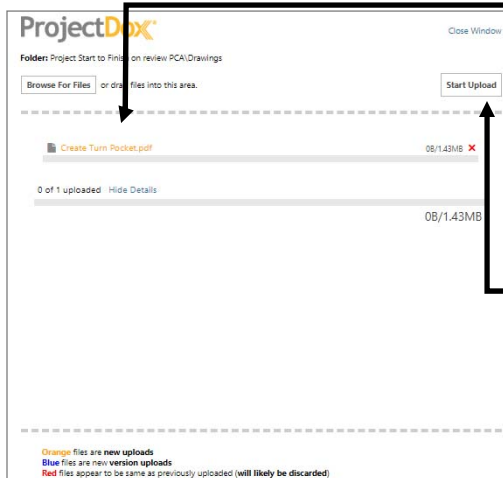 ProjectDox
Close Window
Folder: Project Start to Finish on review PCA\Drawings
Browse For Files or drag files into this area.
Start Upload
Create Turn Pocket.pdf 0B/1.43MB
0 of 1 uploaded Hide Details
0B/1.43MB
Orange files are new uploads
Blue files are new version uploads
Red files appear to be same as previously uploaded (will likely be discarded)